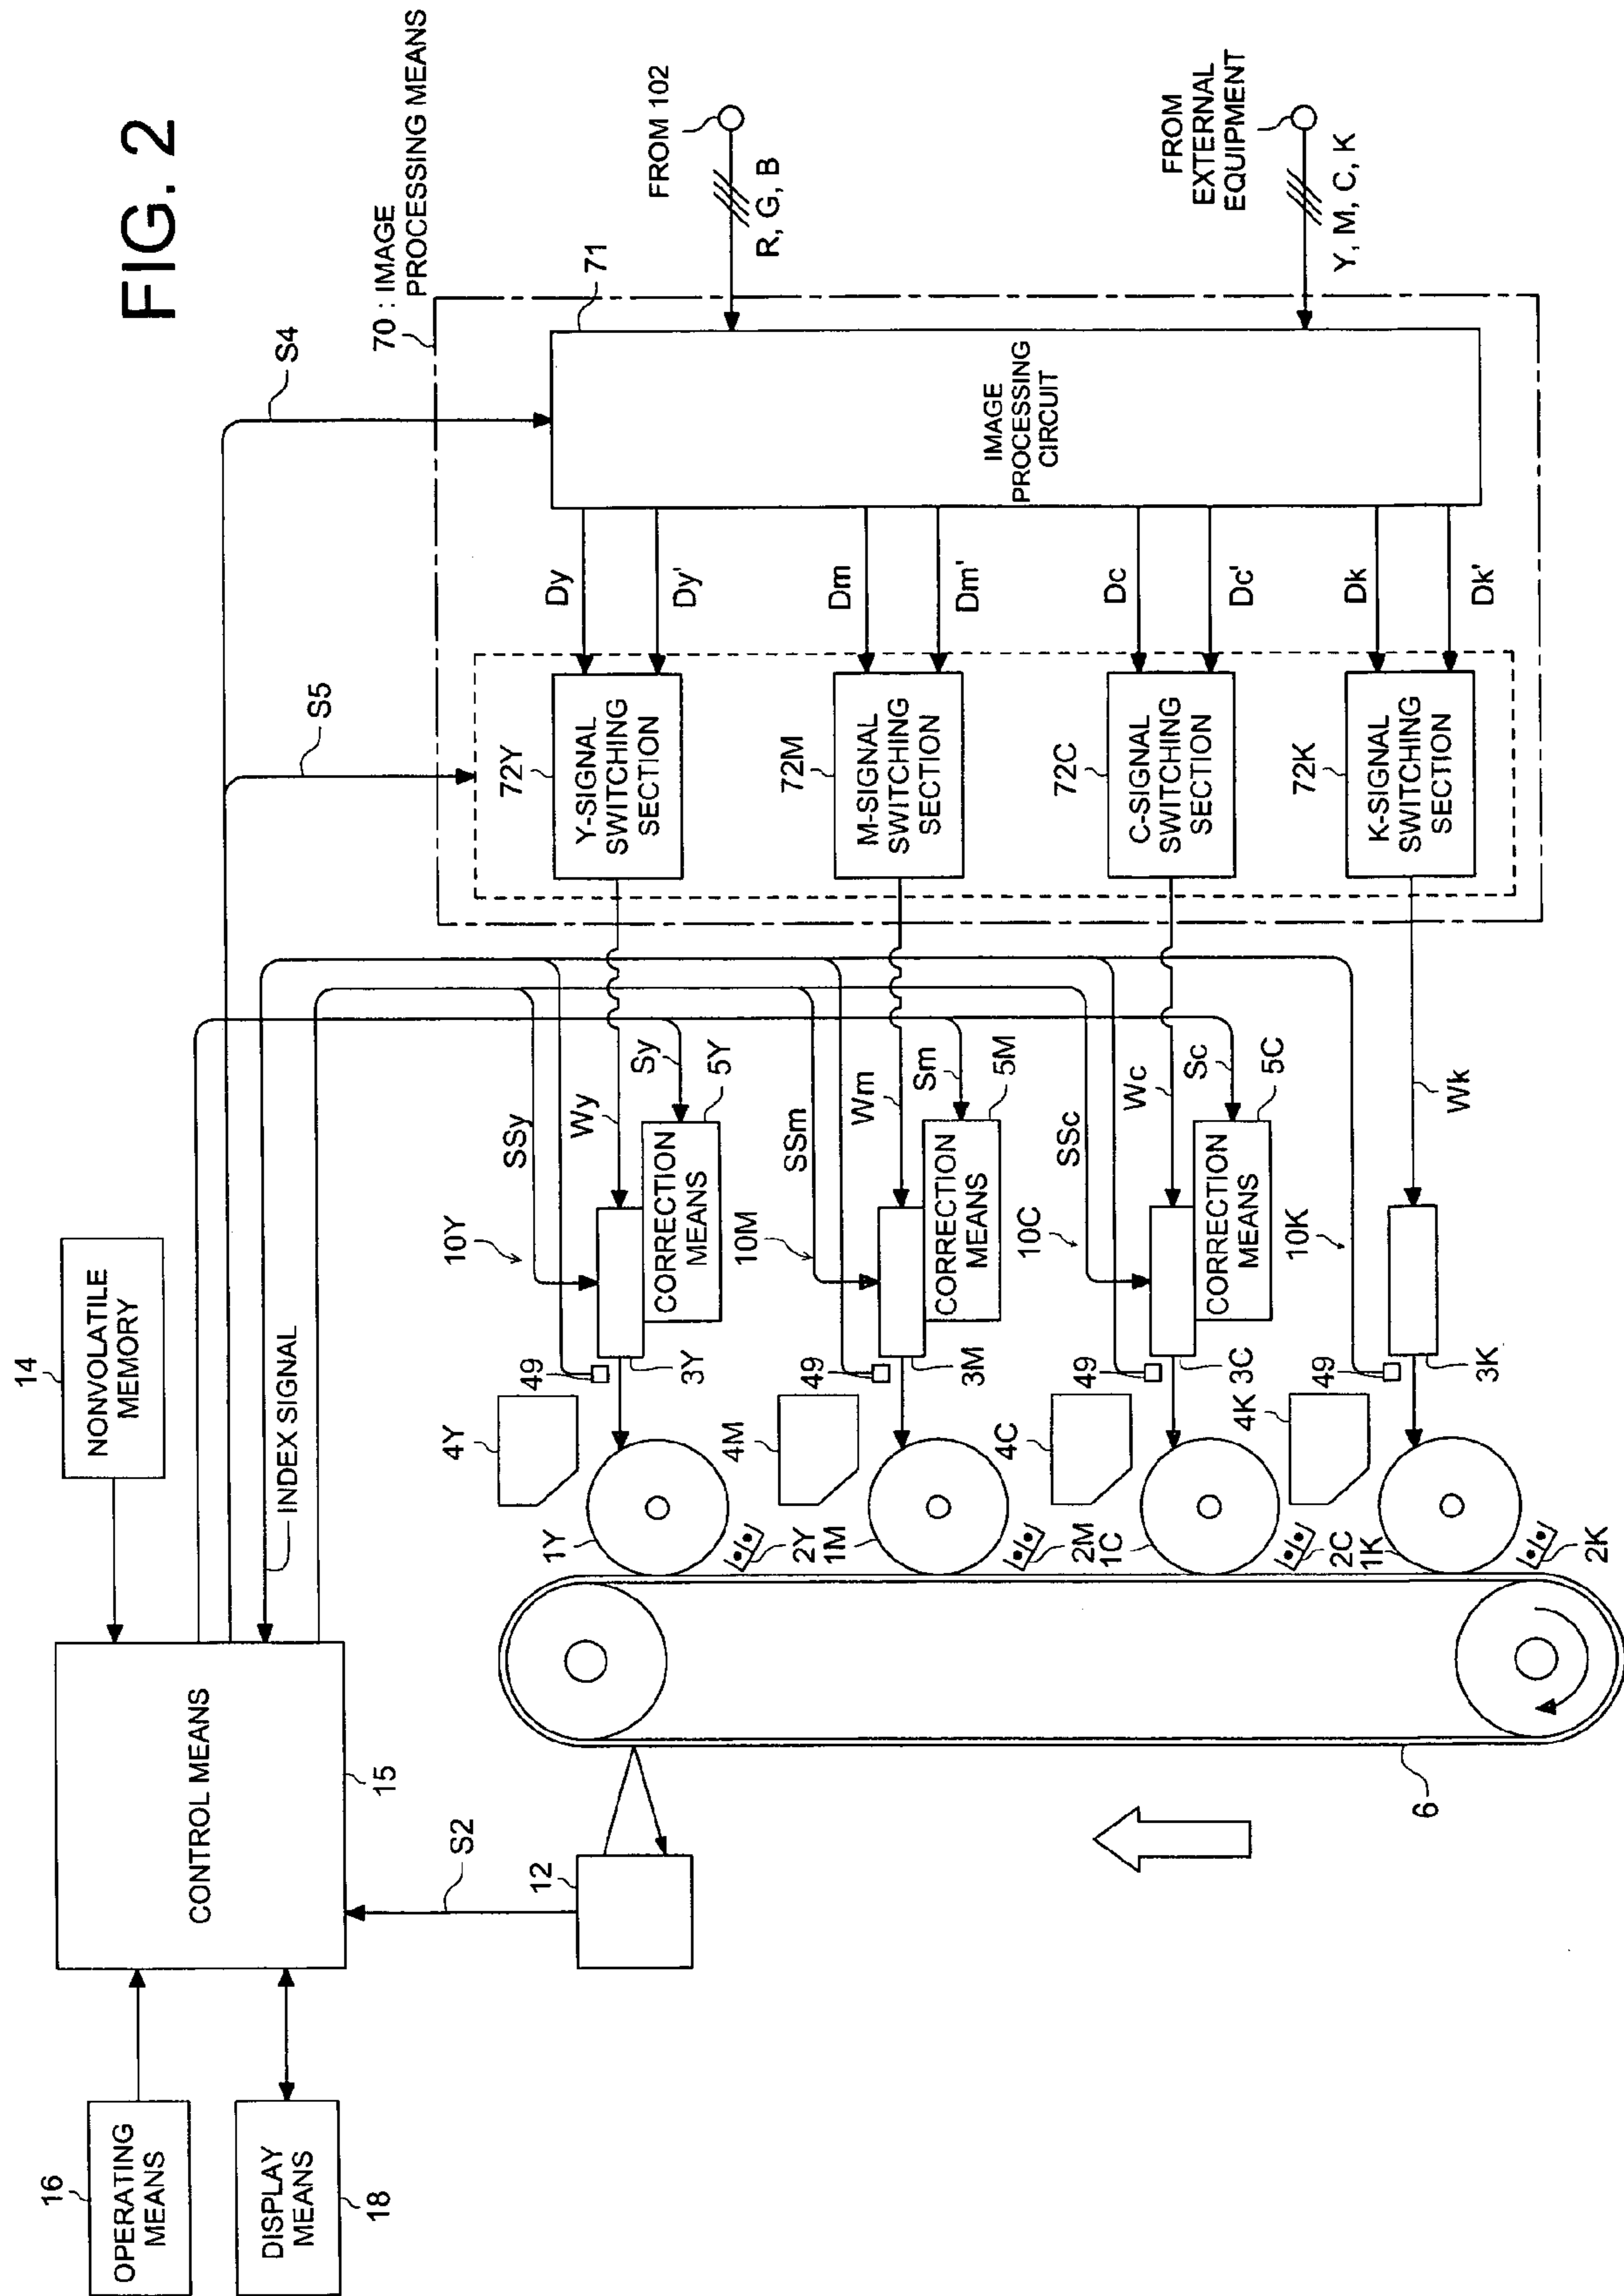 FIG. 2
70 : IMAGE
PROCESSING MEANS
FROM 102
R, G, B
FROM
EXTERNAL
EQUIPMENT
Y, M, C, K
71
IMAGE
PROCESSING
CIRCUIT
S4
S5
Dy
Dy'
Dm
Dm'
Dc
Dc'
Dk
Dk'
72Y
Y-SIGNAL
SWITCHING
SECTION
72M
M-SIGNAL
SWITCHING
SECTION
72C
C-SIGNAL
SWITCHING
SECTION
72K
K-SIGNAL
SWITCHING
SECTION
SSy
Wy
Sy
5Y
SSm
Wm
Sm
5M
SSc
Wc
Sc
5C
Wk
10Y
CORRECTION
MEANS
10M
CORRECTION
MEANS
10C
CORRECTION
MEANS
10K
14
NONVOLATILE
MEMORY
INDEX SIGNAL
49
3Y
49
3M
49
3C
49
3K
4Y
4M
4C
4K
1Y
2Y
1M
2M
1C
2C
1K
2K
CONTROL MEANS
15
S2
12
6
16
OPERATING
MEANS
DISPLAY
MEANS
18